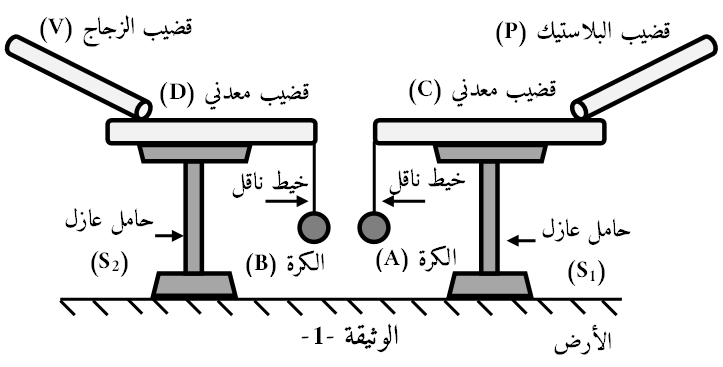 قضيب البلاستيك (P)
قضيب الزجاج (V)
قضيب معدني (C)
قضيب معدني (D)
خيط ناقل
خيط ناقل
حامل عازل
(S₁)
حامل عازل
(S₂)
الكرة (A)
الكرة (B)
الأرض
الوثيقة -1-